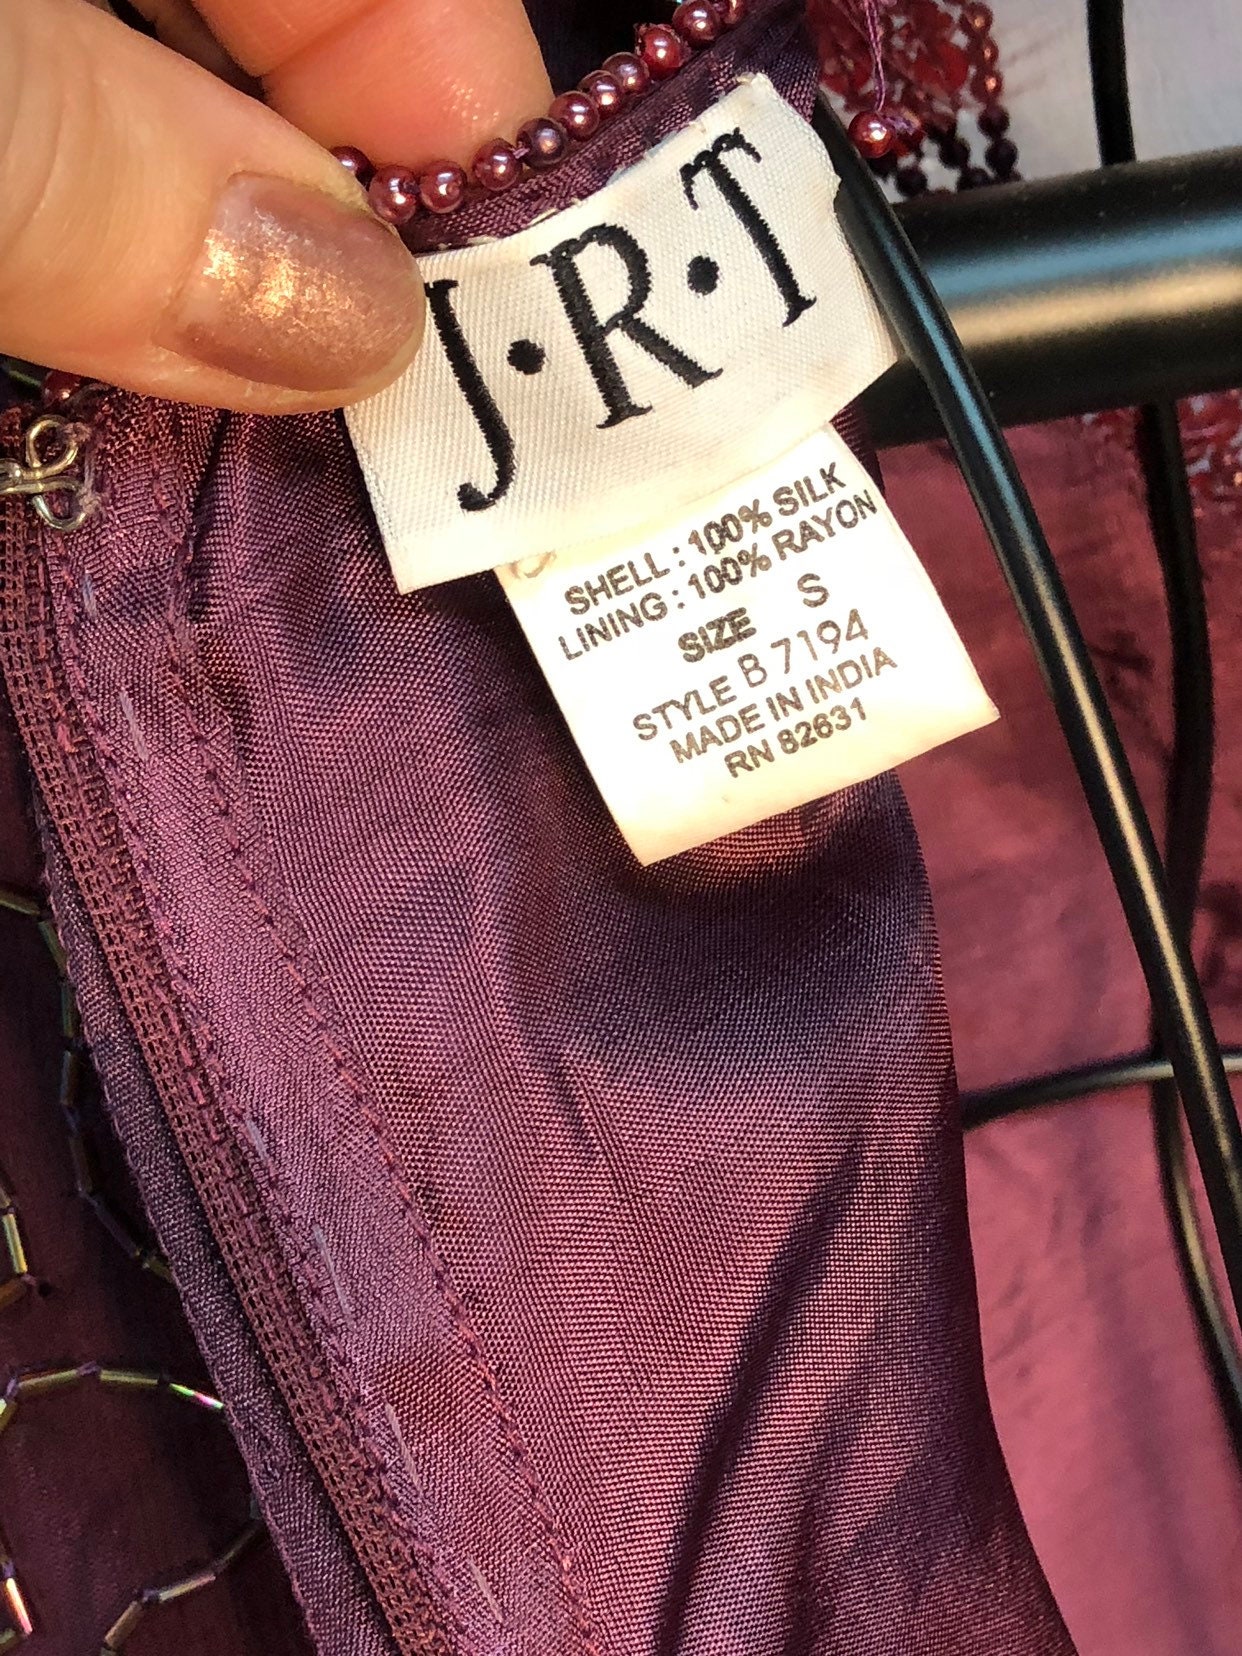 J·R·T
SHELL : 100% SILK
LINING : 100% RAYON
SIZE S
STYLE B 7194
MADE IN INDIA
RN 82631